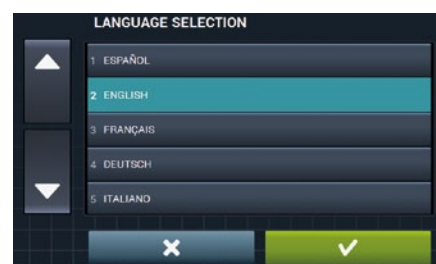 LANGUAGE SELECTION
1 ESPAÑOL
2 ENGLISH
3 FRANÇAIS
4 DEUTSCH
5 ITALIANO